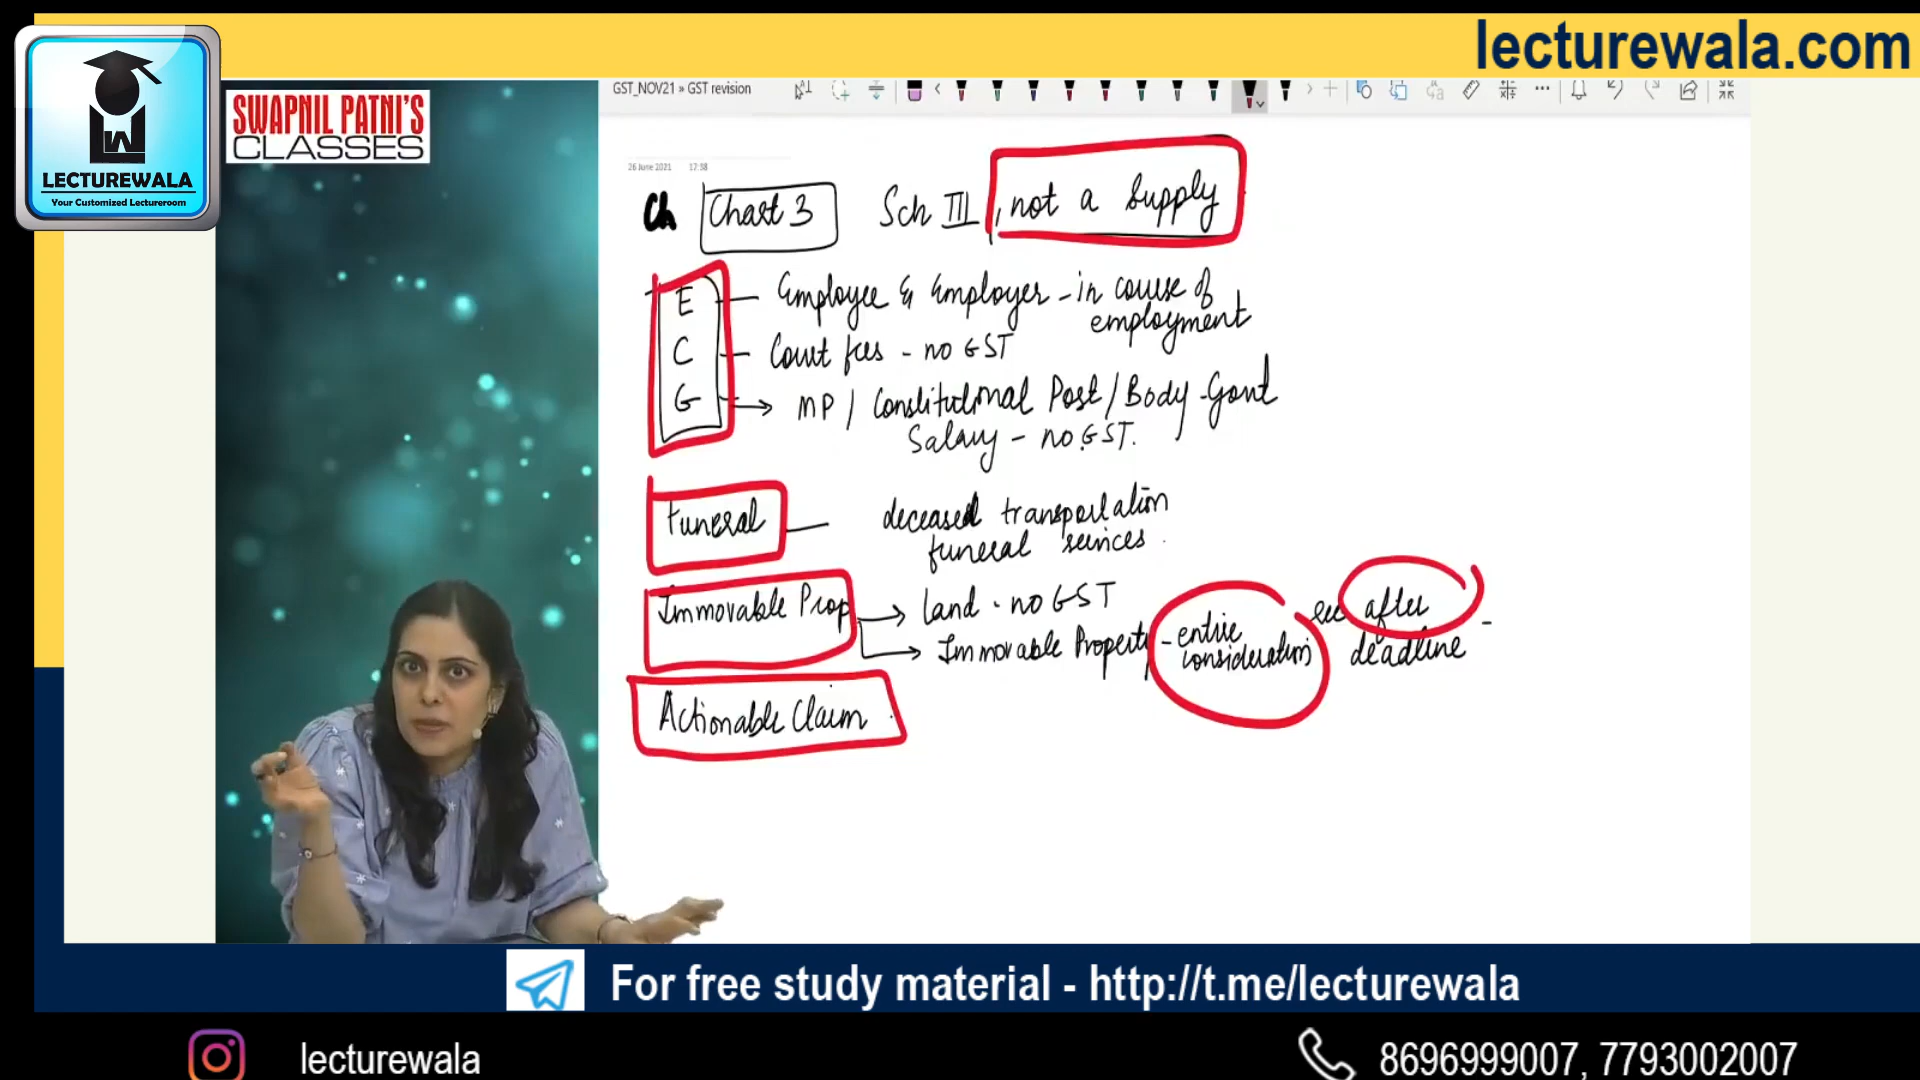 lecturewala.com
LW
LECTUREWALA
Your Customized Lectureroom
SWAPNIL PATNI'S
CLASSES
GST_NOV21 » GST revision
26 June 2021 17:38
Ch Chart 3 Sch III, not a Supply
E — Employee & Employer - in course of
employment
C — Court fees - no GST
G → MP / Constitutional Post / Body - Govt
Salary - no GST.
Funeral — deceased transportation
funeral services.
Immovable Prop → land - no GST
→ Immovable Property - entire
consideration rec after
deadline -
Actionable Claim
For free study material - http://t.me/lecturewala
lecturewala
8696999007, 7793002007